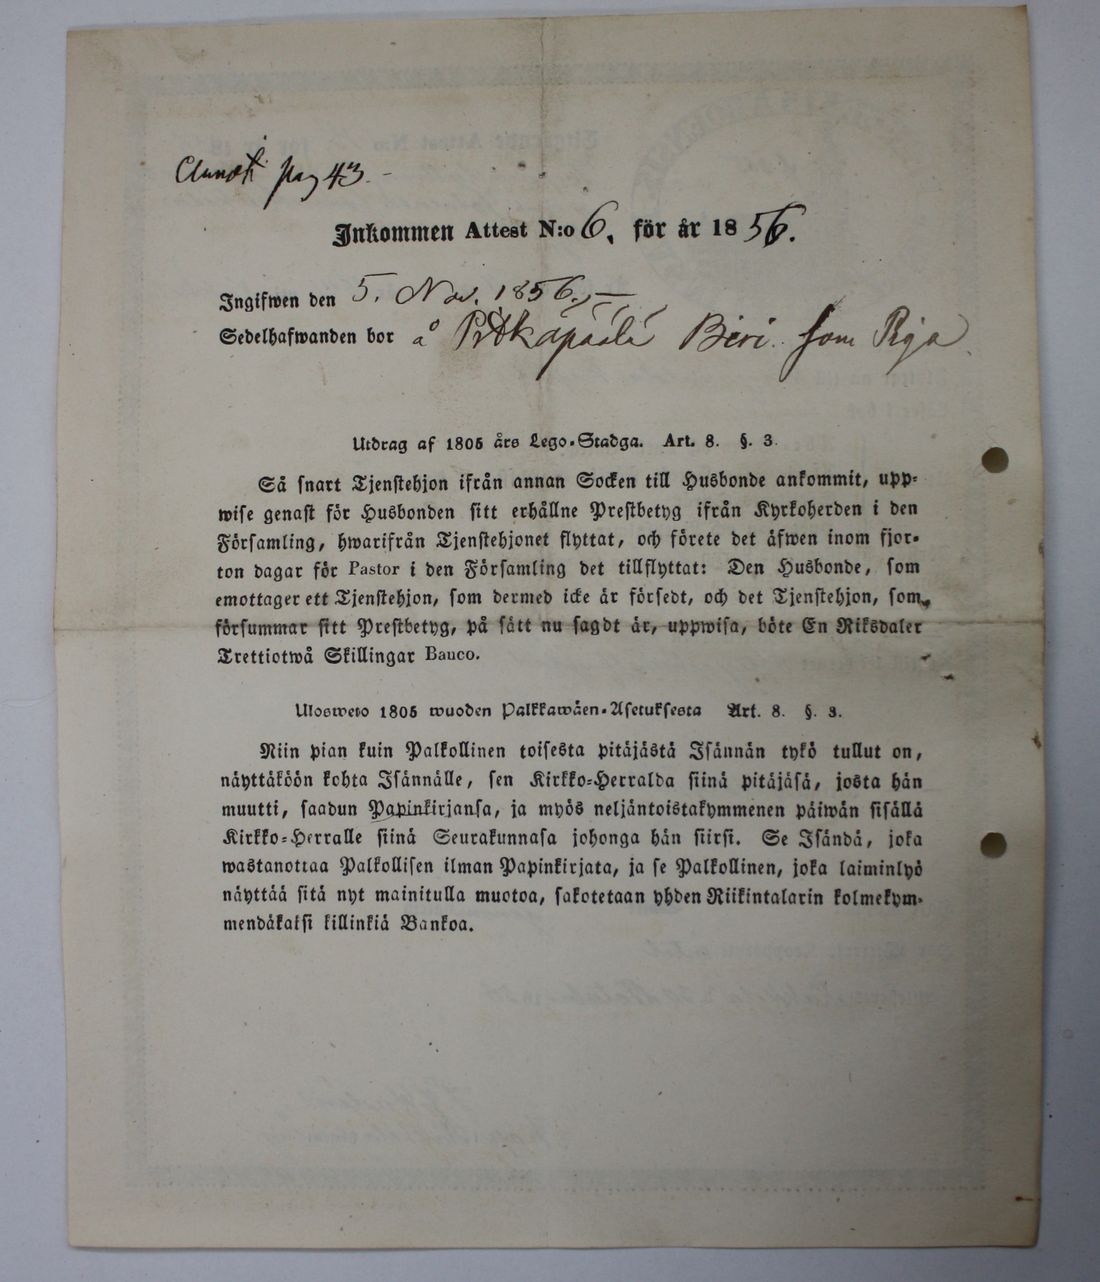 pag 43.
Inkommen Attest N:o 6. för år 1856.
Ingifwen den 5. Nov. 1856.
Sedelhafwanden bor å som Piga
Utdrag af 1805 års Lego-Stadga. Art. 8. §. 3.
Så snart Tjenstehjon ifrån annan Socken till Husbonde ankommit, upp-
wise genast för Husbonden sitt erhållne Prestbetyg ifrån Kyrkoherden i den
Församling, hwarifrån Tjenstehjonet flyttat, och förete det äfwen inom fjor-
ton dagar för Pastor i den Församling det tillflyttat: Den Husbonde, som
emottager ett Tjenstehjon, som dermed icke är försedt, och det Tjenstehjon, som
försummar sitt Prestbetyg, på sätt nu sagdt är, uppwisa, böte En Riksdaler
Trettiotwå Skillingar Banco.
Ulosweto 1805 wuoden Palkkawäen-Asetuksesta Art. 8. §. 3.
Niin pian kuin Palkollinen toisesta pitäjästä Isännän tykö tullut on,
näyttäköön kohta Isännälle, sen Kirkko-Herralda siinä pitäjäsä, josta hän
muutti, saadun Papinkirjansa, ja myös neljäntoistakymmenen päiwän sisällä
Kirkko-Herralle siinä Seurakunnasa johonga hän siirsi. Se Isändä, joka
wastanottaa Palkollisen ilman Papinkirjata, ja se Palkollinen, joka laiminlyö
näyttää sitä nyt mainitulla muotoa, sakotetaan yhden Riikintalarin kolmekym-
mendäkaksi killinkiä Bankoa.